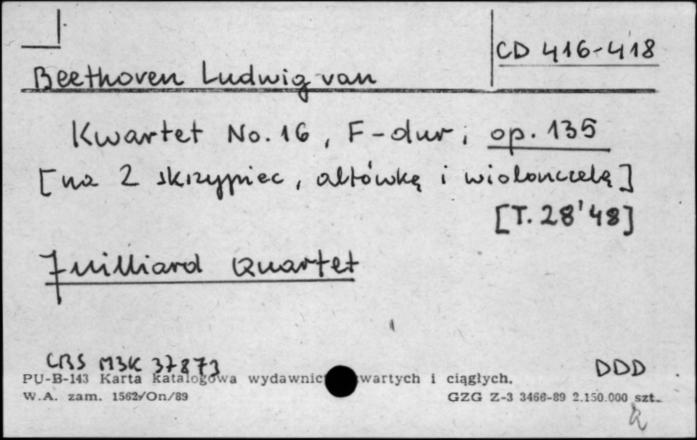 CD 416-418
Beethoven Ludwig van
Kwartet No. 16, F-dur, op. 135
[na 2 skrzypiec, altówkę i wiolonczelę]
[T. 28'48]
Juilliard Quartet
CBS M3K 37873 DDD
PU-B-143 Karta katalogowa wydawnic wartych i ciągłych.
W.A. zam. 1562/On/89 GZG Z-3 3466-89 2.150.000 szt.